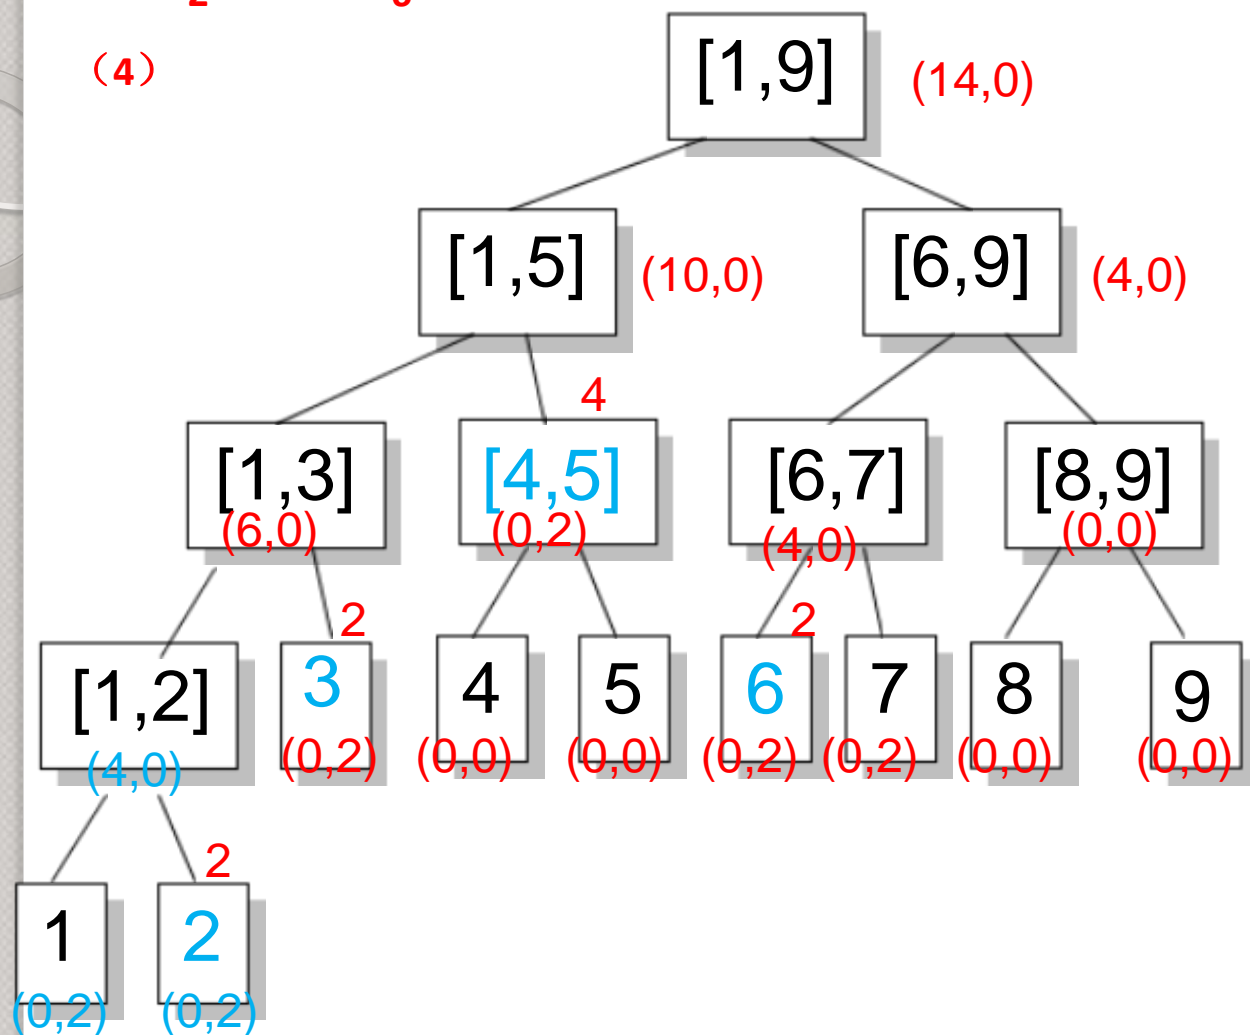 （4）
[1,9] (14,0)
[1,5] (10,0) [6,9] (4,0)
4
[1,3] [4,5] [6,7] [8,9]
(6,0) (0,2) (4,0) (0,0)
2 2
[1,2] 3 4 5 6 7 8 9
(4,0) (0,2) (0,0) (0,0) (0,2) (0,2) (0,0) (0,0)
2
1 2
(0,2) (0,2)